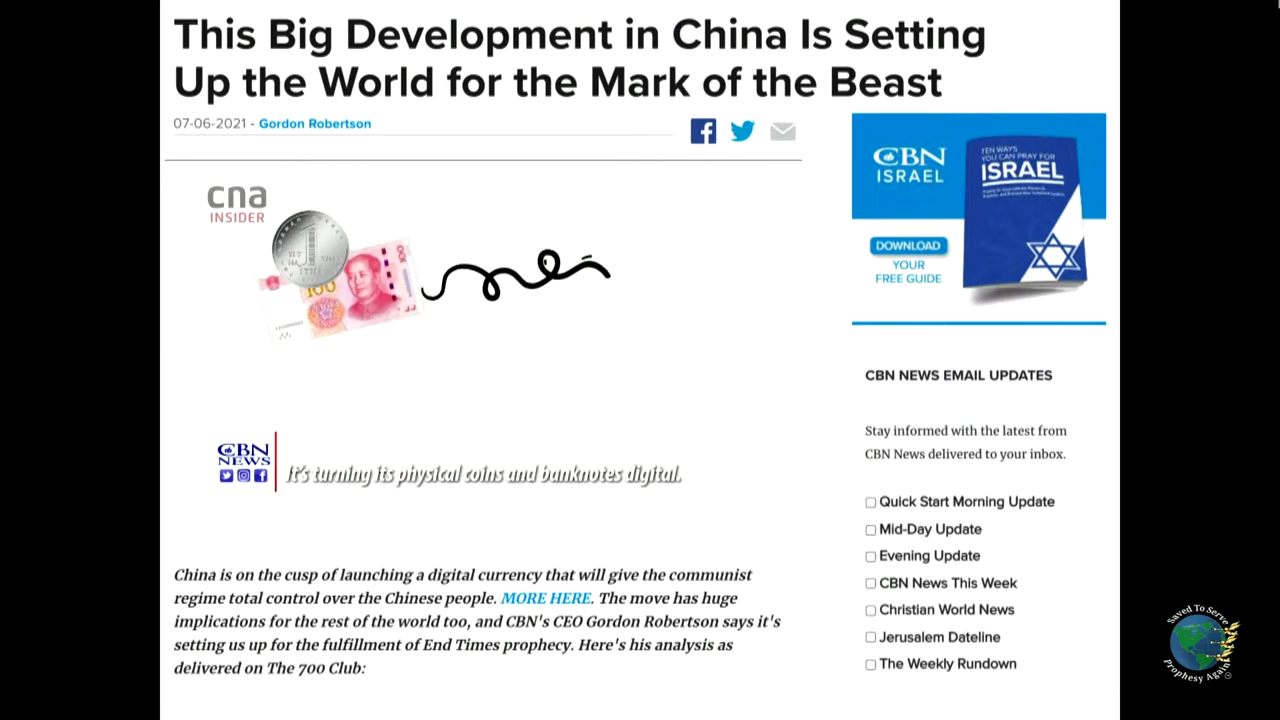 This Big Development in China Is Setting
Up the World for the Mark of the Beast
07-06-2021 - Gordon Robertson
cna
INSIDER
1
100
100
CBN
NEWS
It's turning its physical coins and banknotes digital.
China is on the cusp of launching a digital currency that will give the communist
regime total control over the Chinese people. MORE HERE. The move has huge
implications for the rest of the world too, and CBN's CEO Gordon Robertson says it's
setting us up for the fulfillment of End Times prophecy. Here's his analysis as
delivered on The 700 Club:
CBN
ISRAEL
TEN WAYS
YOU CAN PRAY FOR
ISRAEL
DOWNLOAD
YOUR
FREE GUIDE
CBN NEWS EMAIL UPDATES
Stay informed with the latest from
CBN News delivered to your inbox.
Quick Start Morning Update
Mid-Day Update
Evening Update
CBN News This Week
Christian World News
Jerusalem Dateline
The Weekly Rundown
Saved To Serve
Prophesy Again